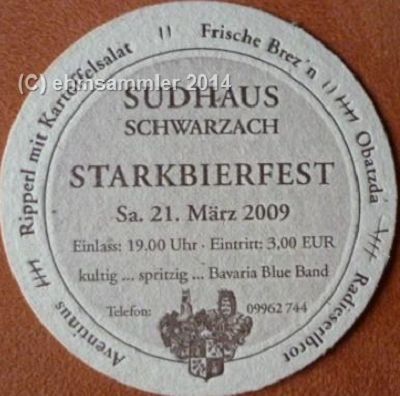 (C) ehmsammler 2014
Aventinus
Ripperl mit Kartoffelsalat
Frische Brez'n
Obatzda
Radieserlbrot
SUDHAUS
SCHWARZACH
STARKBIERFEST
Sa. 21. März 2009
Einlass: 19.00 Uhr · Eintritt: 3,00 EUR
kultig ... spritzig ... Bavaria Blue Band
Telefon: 09962 744